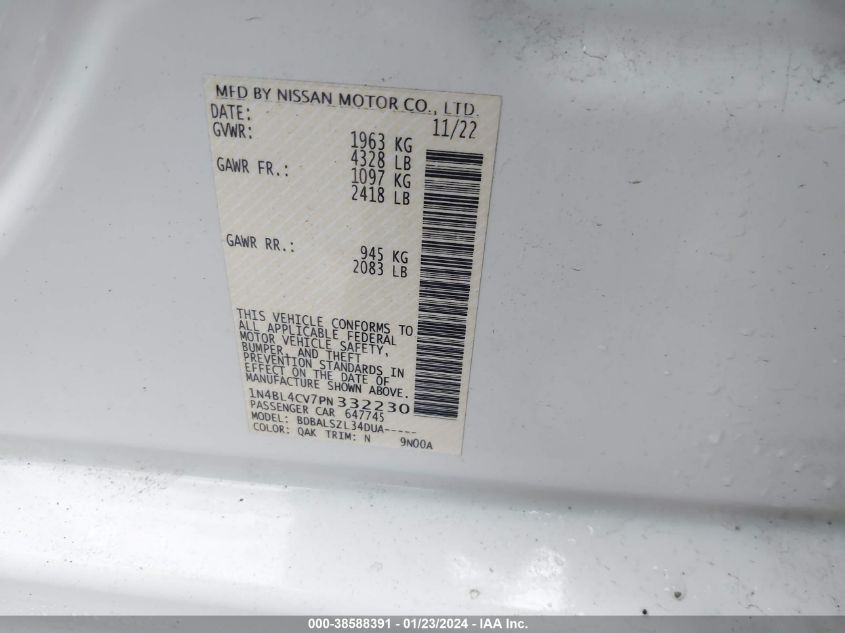 MFD BY NISSAN MOTOR CO., LTD.
DATE: 11/22
GVWR: 1963 KG
4328 LB
GAWR FR.: 1097 KG
2418 LB
GAWR RR.: 945 KG
2083 LB
THIS VEHICLE CONFORMS TO
ALL APPLICABLE FEDERAL
MOTOR VEHICLE SAFETY,
BUMPER, AND THEFT
PREVENTION STANDARDS IN
EFFECT ON THE DATE OF
MANUFACTURE SHOWN ABOVE.
1N4BL4CV7PN332230
PASSENGER CAR 647745
MODEL: BDBALSZL34DUA-----
COLOR: QAK TRIM: N 9N00A
000-38588391 - 01/23/2024 - IAA Inc.